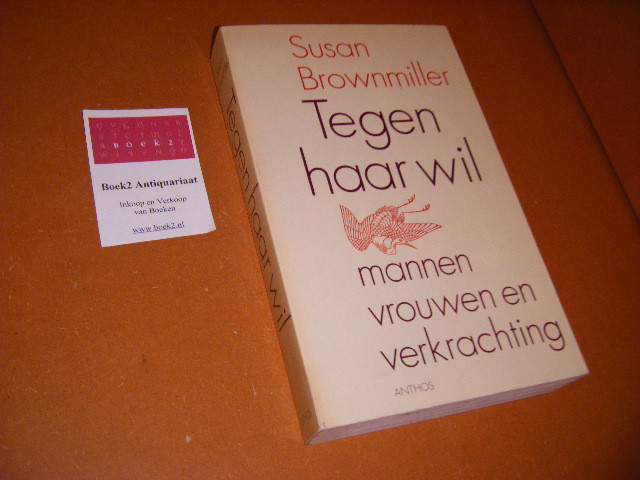 Susan
Brownmiller
Tegen
haar wil
mannen
vrouwen en
verkrachting
ANTHOS
Tegen haar wil
BOEK2
Boek2 Antiquariaat
Inkoop en Verkoop
van Boeken
www.boek2.nl